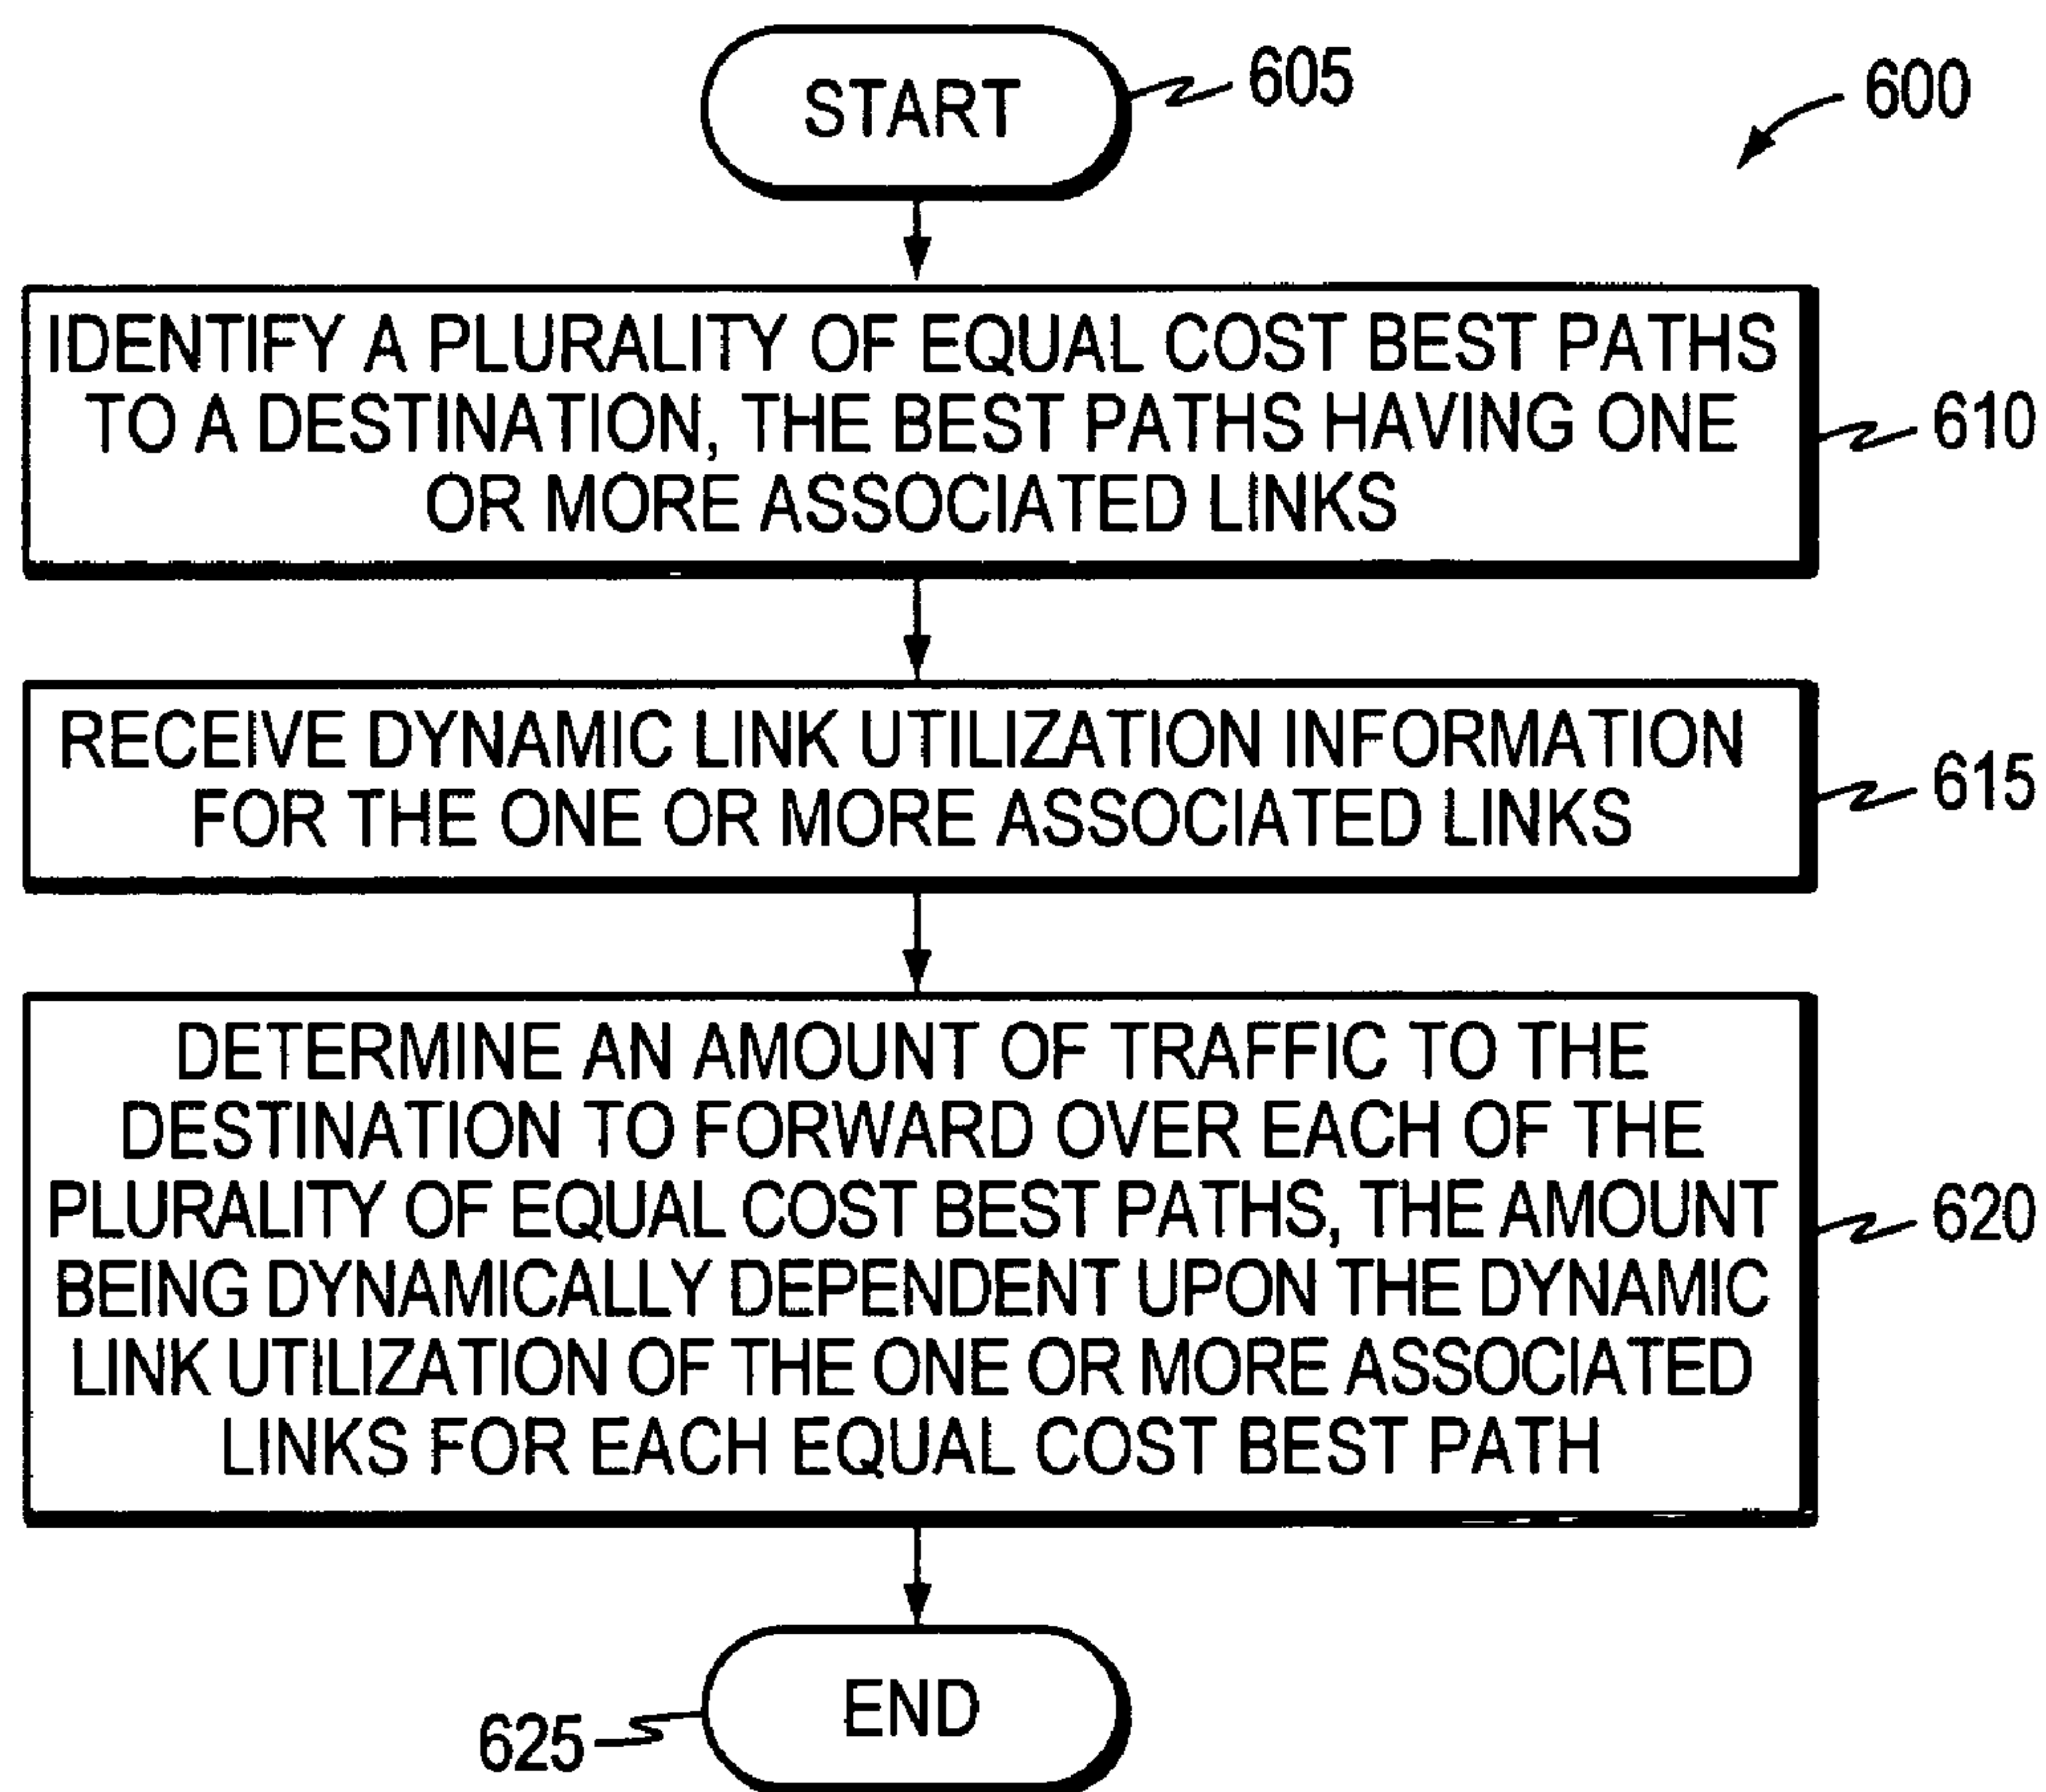 START
605
600
IDENTIFY A PLURALITY OF EQUAL COST BEST PATHS
TO A DESTINATION, THE BEST PATHS HAVING ONE
OR MORE ASSOCIATED LINKS
610
RECEIVE DYNAMIC LINK UTILIZATION INFORMATION
FOR THE ONE OR MORE ASSOCIATED LINKS
615
DETERMINE AN AMOUNT OF TRAFFIC TO THE
DESTINATION TO FORWARD OVER EACH OF THE
PLURALITY OF EQUAL COST BEST PATHS, THE AMOUNT
BEING DYNAMICALLY DEPENDENT UPON THE DYNAMIC
LINK UTILIZATION OF THE ONE OR MORE ASSOCIATED
LINKS FOR EACH EQUAL COST BEST PATH
620
END
625